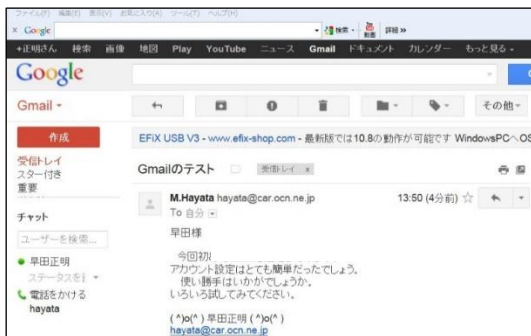 ファイル(F) 編集(E) 表示(V) お気に入り(A) ツール(T) ヘルプ(H)
x Google 検索 動画 詳細 »
+正明さん 検索 画像 地図 Play YouTube ニュース Gmail ドキュメント カレンダー もっと見る
Google
Gmail その他
作成 EFiX USB V3 - www.efix-shop.com - 最新版では10.8の動作が可能です WindowsPCへOS
受信トレイ
スター付き
重要
Gmailのテスト 受信トレイ x
チャット
ユーザーを検索...
早田正明
ステータスを
電話をかける
hayata
M.Hayata hayata@car.ocn.ne.jp 13:50 (4分前)
To 自分
早田様
今回初
アカウント設定はとても簡単だったでしょう。
使い勝手はいかがでしょうか。
いろいろ試してみてください。
( ^)o(^ ) 早田正明 ( ^)o(^ )
hayata@car.ocn.ne.jp